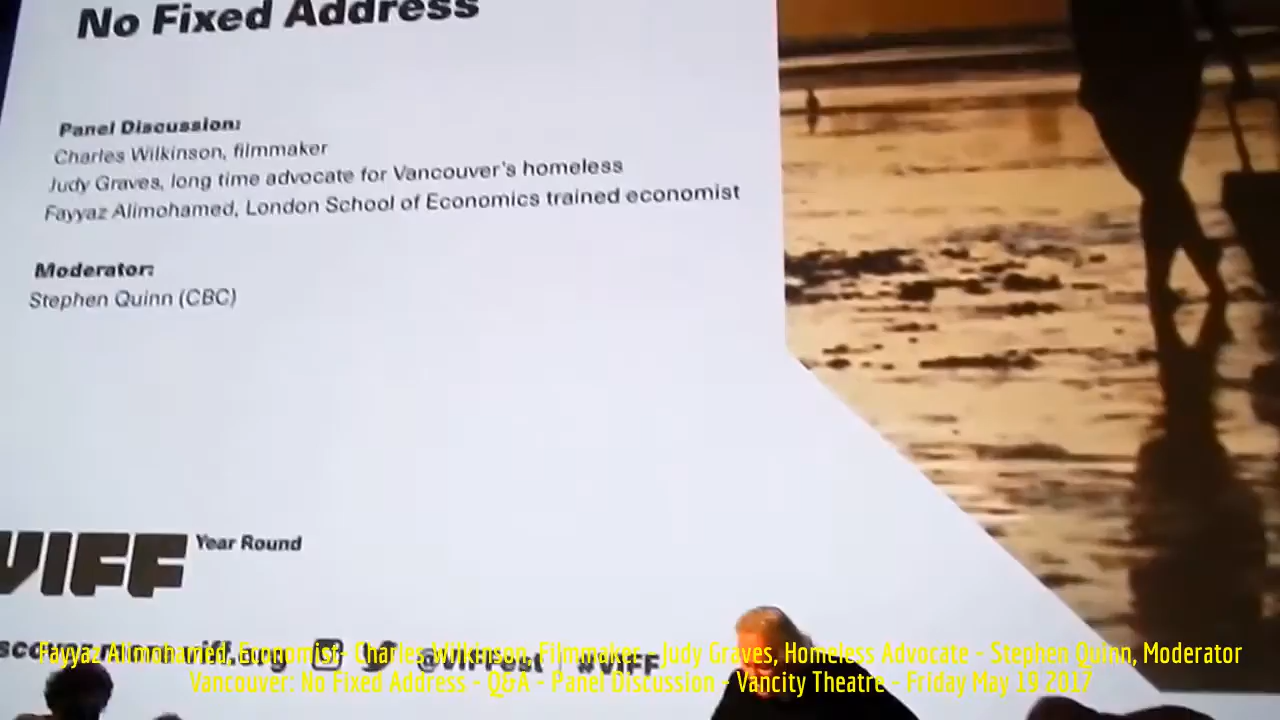 No Fixed Address
Panel Discussion:
Charles Wilkinson, filmmaker
Judy Graves, long time advocate for Vancouver's homeless
Fayyaz Alimohamed, London School of Economics trained economist
Moderator:
Stephen Quinn (CBC)
VIFF Year Round
@viffest #VIFF
Fayyaz Alimohamed, Economist- Charles Wilkinson, Filmmaker - Judy Graves, Homeless Advocate - Stephen Quinn, Moderator
Vancouver: No Fixed Address - Q&A - Panel Discussion - Vancity Theatre - Friday May 19 2017